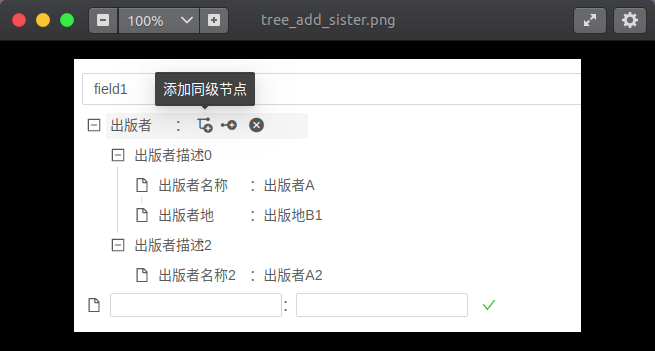 100%
tree_add_sister.png
field1
添加同级节点
出版者 :
出版者描述0
出版者名称 : 出版者A
出版者地 : 出版地B1
出版者描述2
出版者名称2 : 出版者A2
: